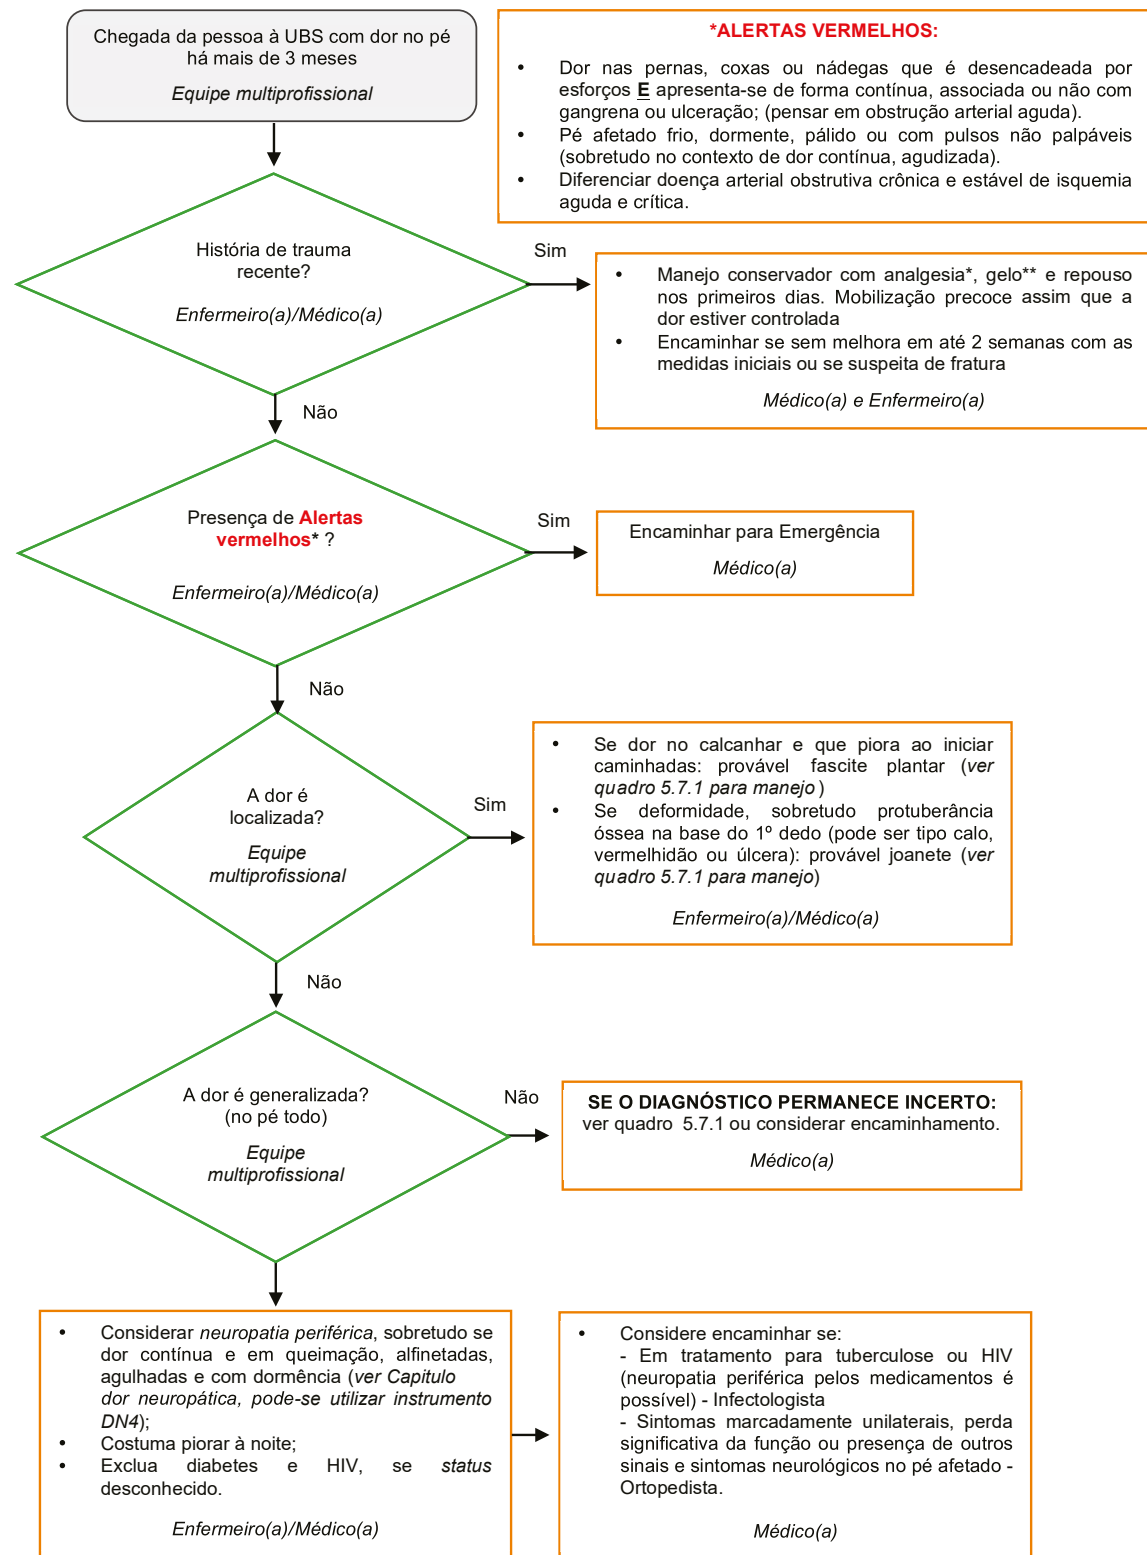 Chegada da pessoa à UBS com dor no pé
há mais de 3 meses
Equipe multiprofissional
*ALERTAS VERMELHOS:
• Dor nas pernas, coxas ou nádegas que é desencadeada por
esforços E apresenta-se de forma contínua, associada ou não com
gangrena ou ulceração; (pensar em obstrução arterial aguda).
• Pé afetado frio, dormente, pálido ou com pulsos não palpáveis
(sobretudo no contexto de dor contínua, agudizada).
• Diferenciar doença arterial obstrutiva crônica e estável de isquemia
aguda e crítica.
História de trauma
recente?
Enfermeiro(a)/Médico(a)
Sim
• Manejo conservador com analgesia*, gelo** e repouso
nos primeiros dias. Mobilização precoce assim que a
dor estiver controlada
• Encaminhar se sem melhora em até 2 semanas com as
medidas iniciais ou se suspeita de fratura
Médico(a) e Enfermeiro(a)
Não
Presença de Alertas
vermelhos* ?
Enfermeiro(a)/Médico(a)
Sim
Encaminhar para Emergência
Médico(a)
Não
A dor é
localizada?
Equipe
multiprofissional
Sim
• Se dor no calcanhar e que piora ao iniciar
caminhadas: provável fascite plantar (ver
quadro 5.7.1 para manejo)
• Se deformidade, sobretudo protuberância
óssea na base do 1º dedo (pode ser tipo calo,
vermelhidão ou úlcera): provável joanete (ver
quadro 5.7.1 para manejo)
Enfermeiro(a)/Médico(a)
Não
A dor é generalizada?
(no pé todo)
Equipe
multiprofissional
Não
SE O DIAGNÓSTICO PERMANECE INCERTO:
ver quadro 5.7.1 ou considerar encaminhamento.
Médico(a)
• Considerar neuropatia periférica, sobretudo se
dor contínua e em queimação, alfinetadas,
agulhadas e com dormência (ver Capitulo
dor neuropática, pode-se utilizar instrumento
DN4);
• Costuma piorar à noite;
• Exclua diabetes e HIV, se status
desconhecido.
Enfermeiro(a)/Médico(a)
• Considere encaminhar se:
- Em tratamento para tuberculose ou HIV
(neuropatia periférica pelos medicamentos é
possível) - Infectologista
- Sintomas marcadamente unilaterais, perda
significativa da função ou presença de outros
sinais e sintomas neurológicos no pé afetado -
Ortopedista.
Médico(a)